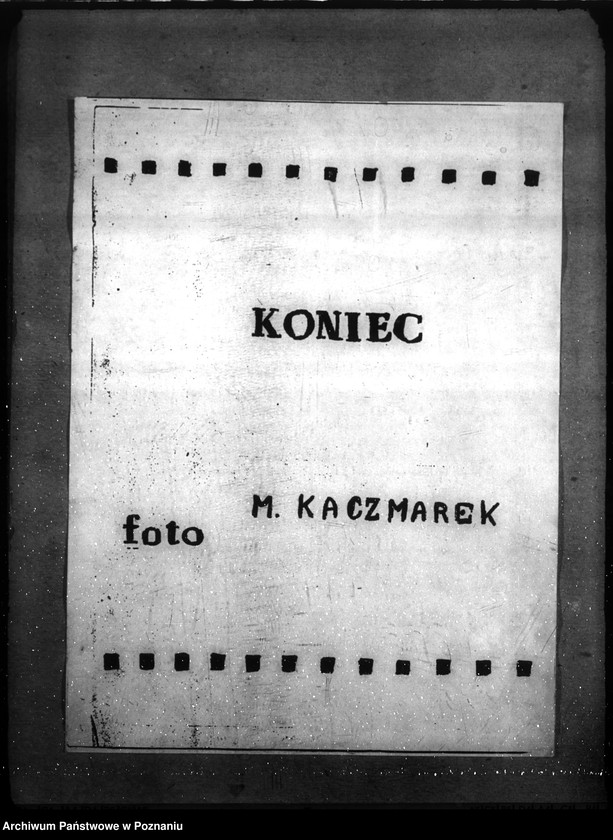 KONIEC
M. KACZMAREK
foto
Archiwum Państwowe w Poznaniu